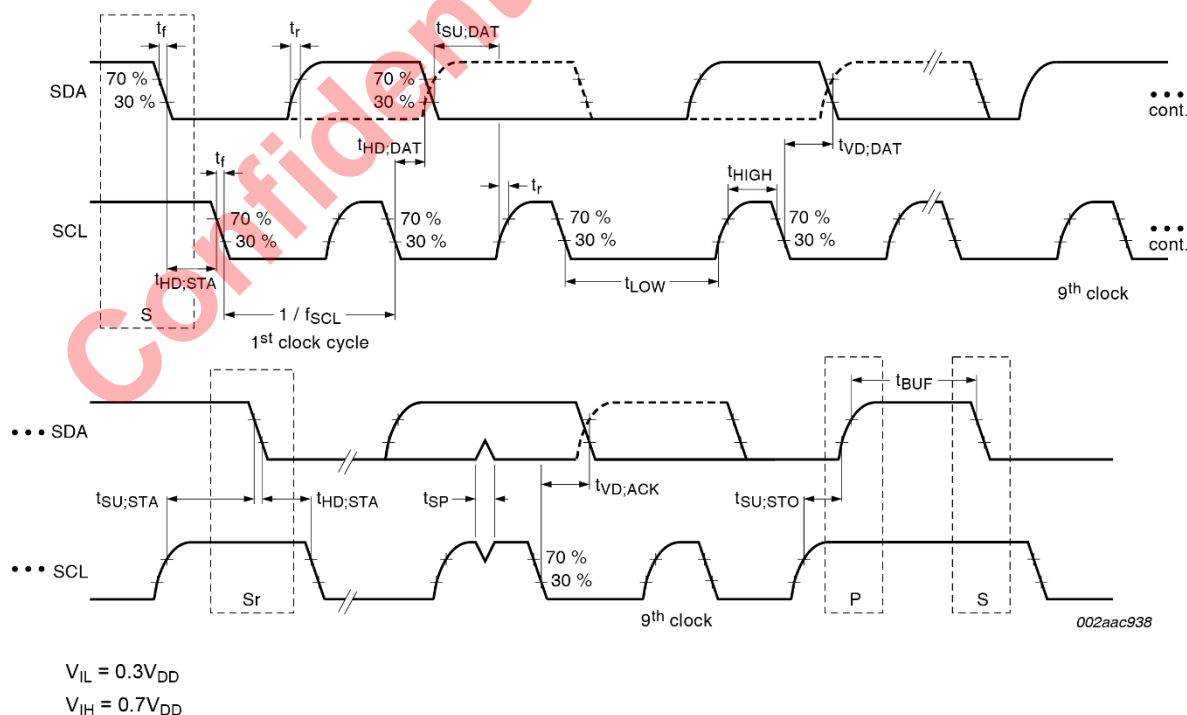 tf
tr
tSU;DAT
SDA
70 %
30 %
70 %
30 %
cont.
tHD;DAT
tVD;DAT
tf
tr
tHIGH
SCL
70 %
30 %
70 %
30 %
70 %
30 %
70 %
30 %
cont.
tHD;STA
tLOW
S
1 / fSCL
1st clock cycle
9th clock
Confident
tBUF
••• SDA
tSU;STA
tHD;STA
tSP
tVD;ACK
tSU;STO
••• SCL
70 %
30 %
Sr
9th clock
P
S
002aac938
VIL = 0.3VDD
VIH = 0.7VDD